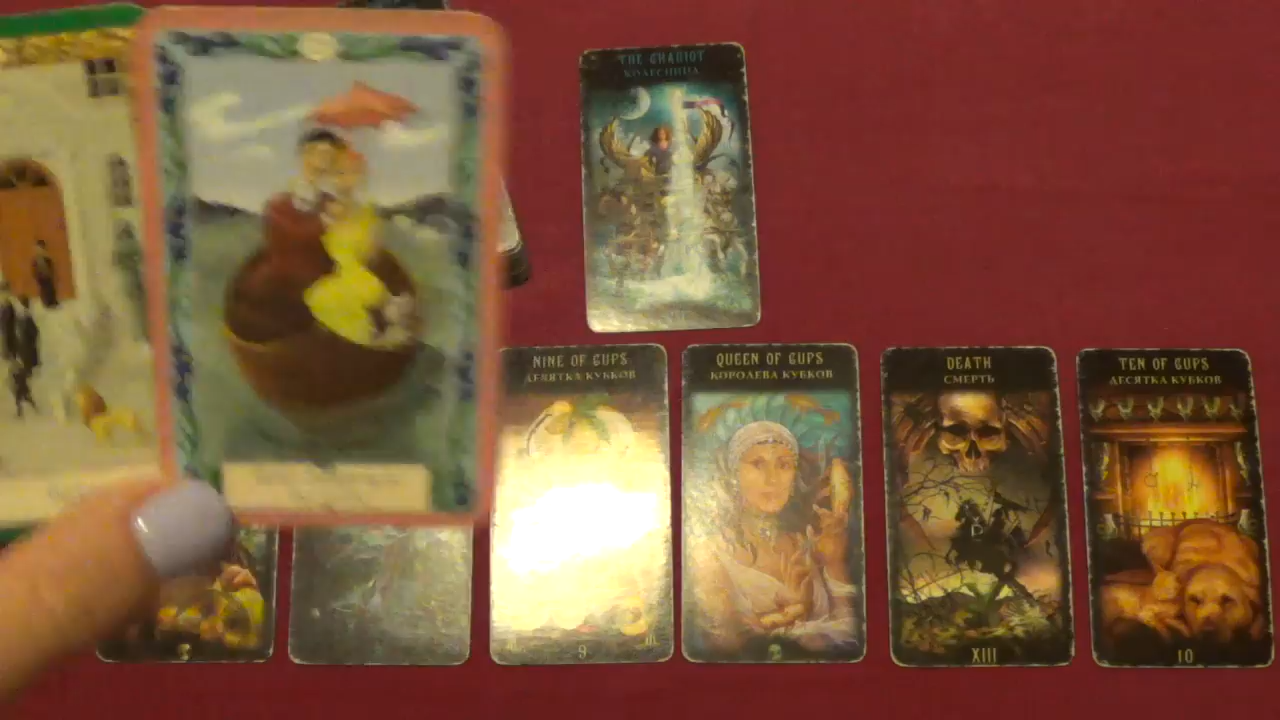 THE CHARIOT
КОЛЕСНИЦА
NINE OF CUPS
ДЕВЯТКА КУБКОВ
9
QUEEN OF CUPS
КОРОЛЕВА КУБКОВ
DEATH
СМЕРТЬ
XIII
TEN OF CUPS
ДЕСЯТКА КУБКОВ
10